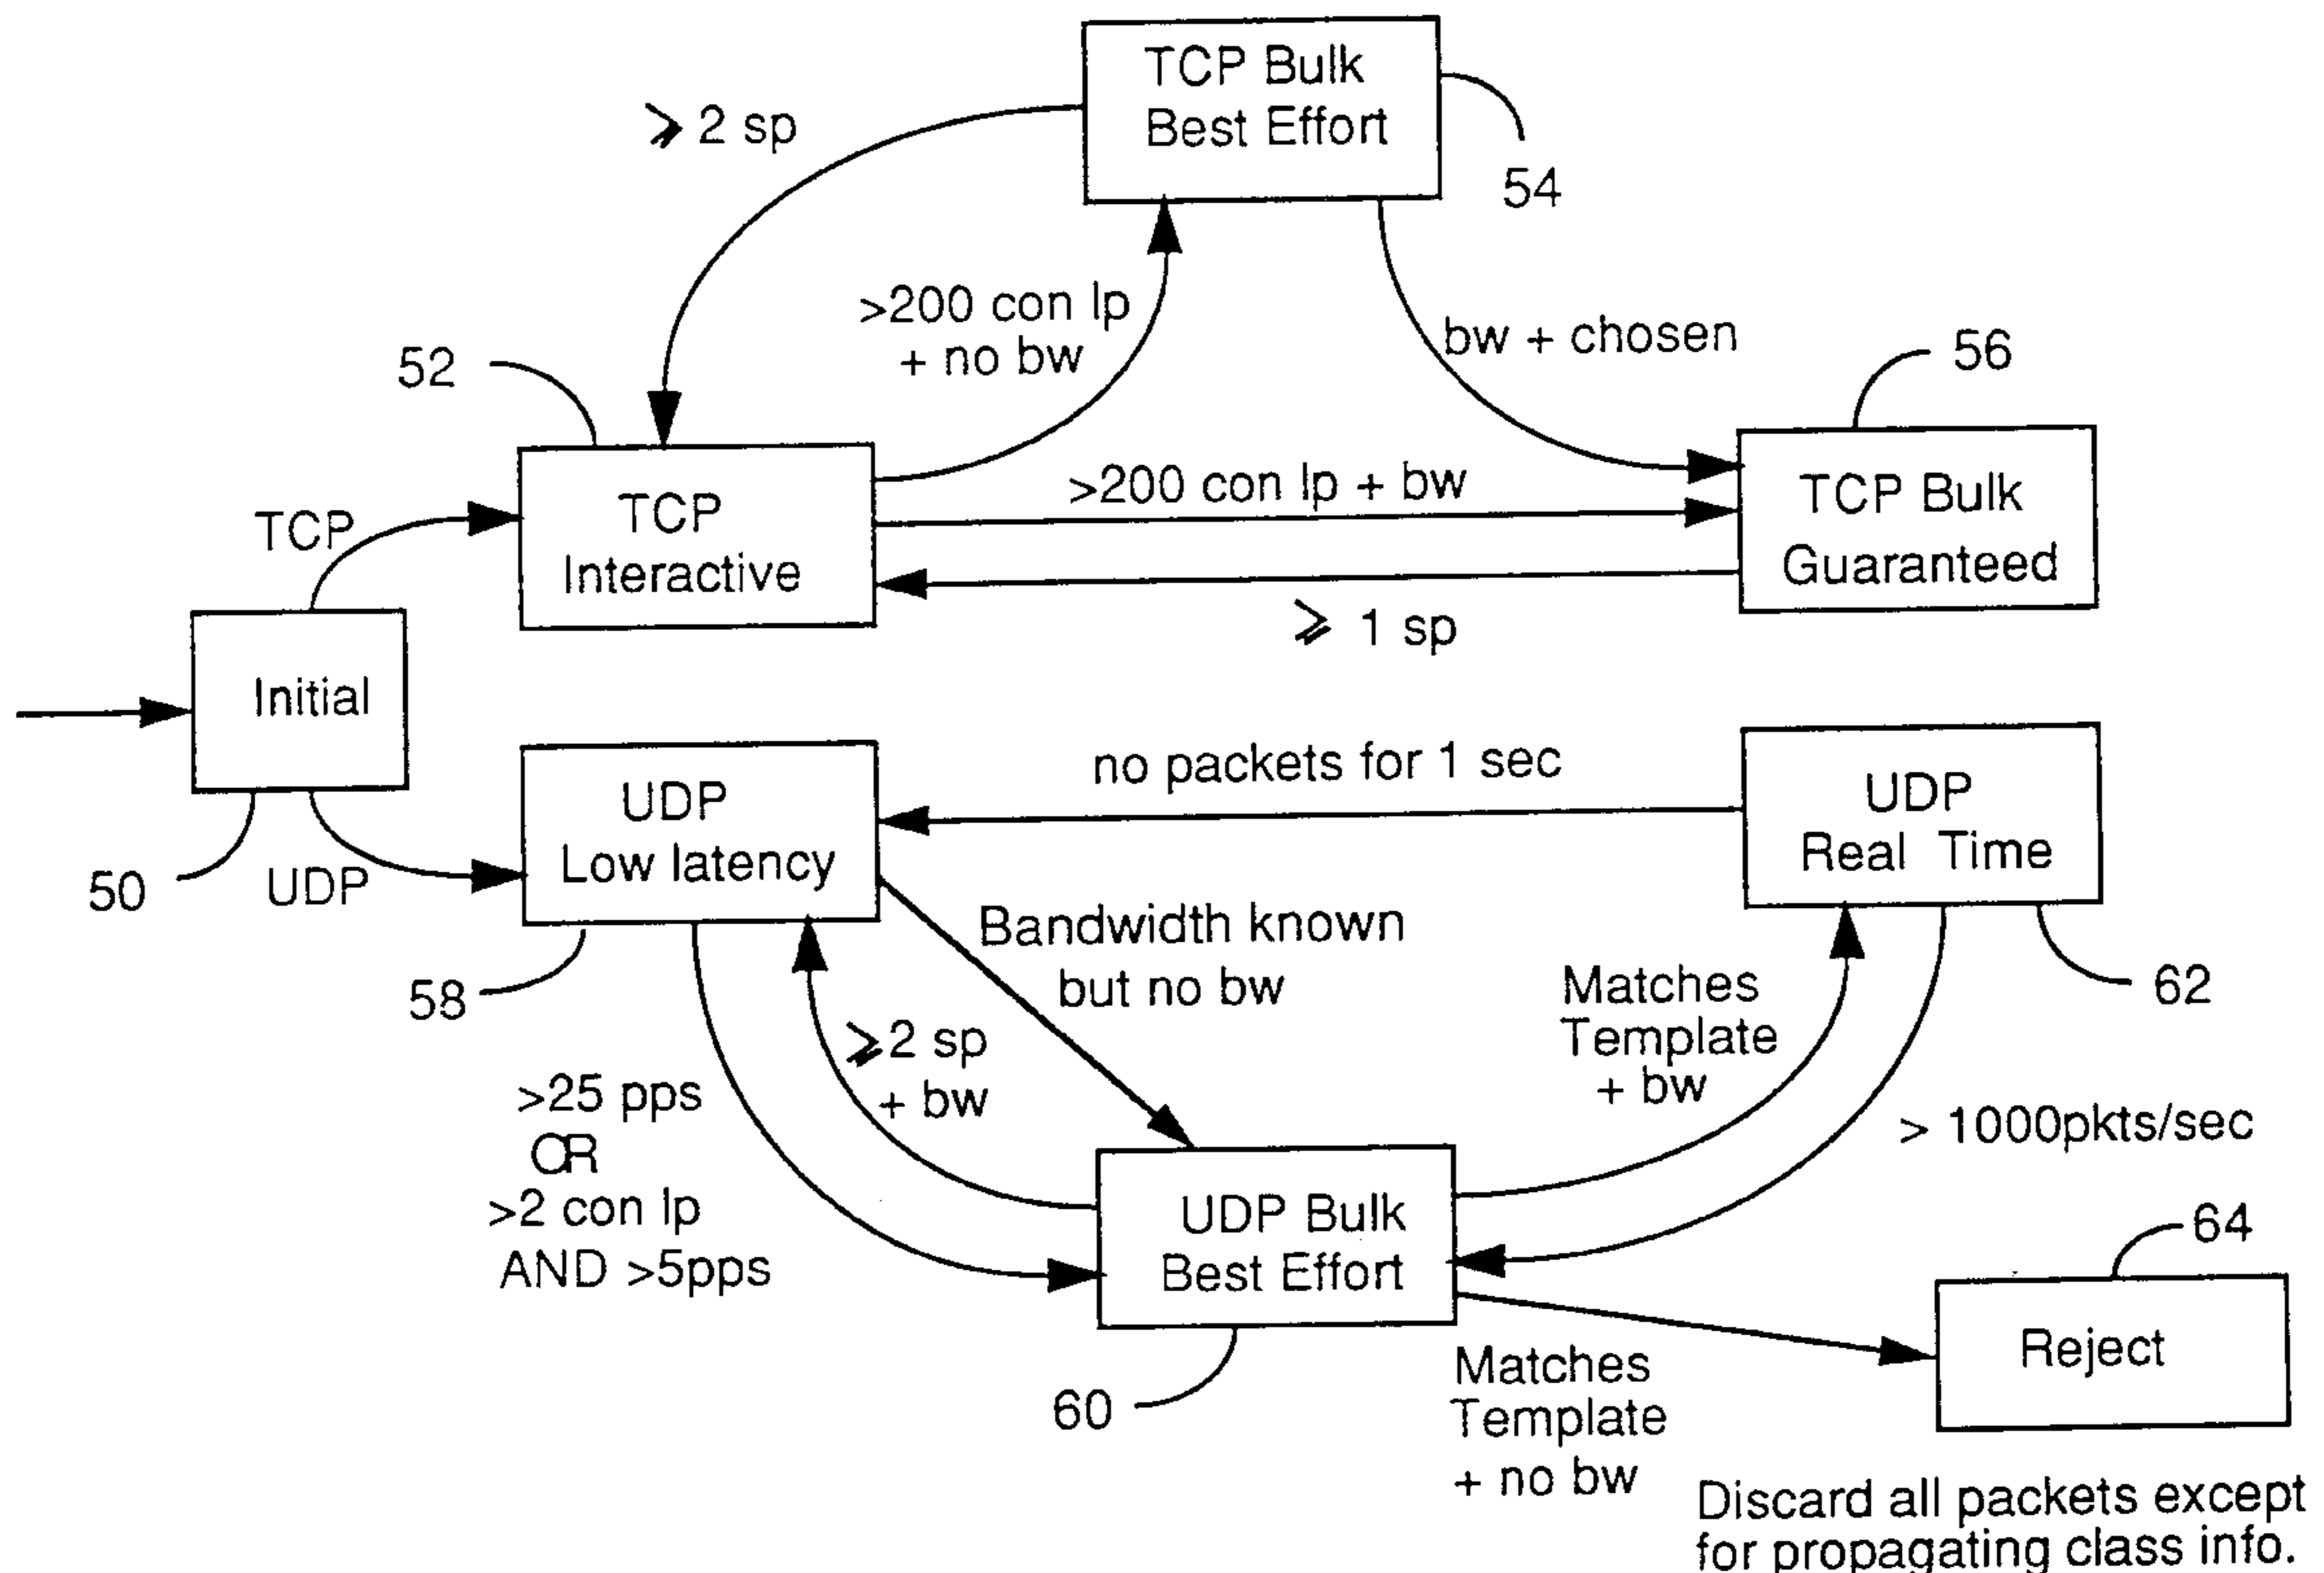 TCP Bulk
Best Effort
54
⩾ 2 sp
>200 con lp
+ no bw
bw + chosen
52
56
TCP
Interactive
>200 con lp + bw
TCP Bulk
Guaranteed
⩾ 1 sp
TCP
Initial
50
UDP
UDP
Low latency
58
no packets for 1 sec
UDP
Real Time
62
Bandwidth known
but no bw
⩾2 sp
+ bw
>25 pps
OR
>2 con lp
AND >5pps
Matches
Template
+ bw
> 1000pkts/sec
UDP Bulk
Best Effort
60
64
Reject
Matches
Template
+ no bw
Discard all packets except
for propagating class info.